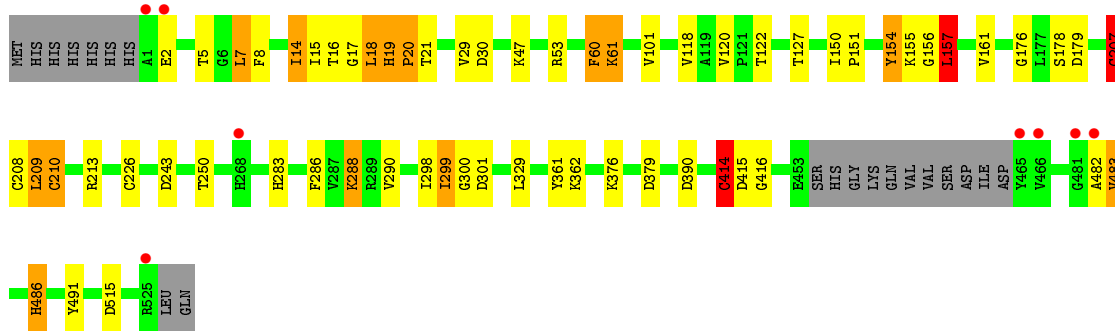 MET HIS HIS HIS HIS HIS HIS A1 E2 T5 G6 L7 F8 I14 I15 T16 G17 L18 H19 P20 T21 V29 D30 K47 R53 F60 K61 V101 V118 A119 V120 P121 T122 T127 I150 P151 Y154 K155 G156 L157 V161 G176 L177 S178 D179
C208 L209 C210 R213 C226 D243 T250 H268 H283 F286 V287 K288 R289 V290 I298 I299 G300 D301 L329 Y361 K362 K376 D379 D390 C414 D415 G416 E453 SER HIS GLY LYS GLN VAL VAL SER ASP ILE ASP Y465 V466 G481 A482 V483
H486 Y491 D515 R525 LEU GLN